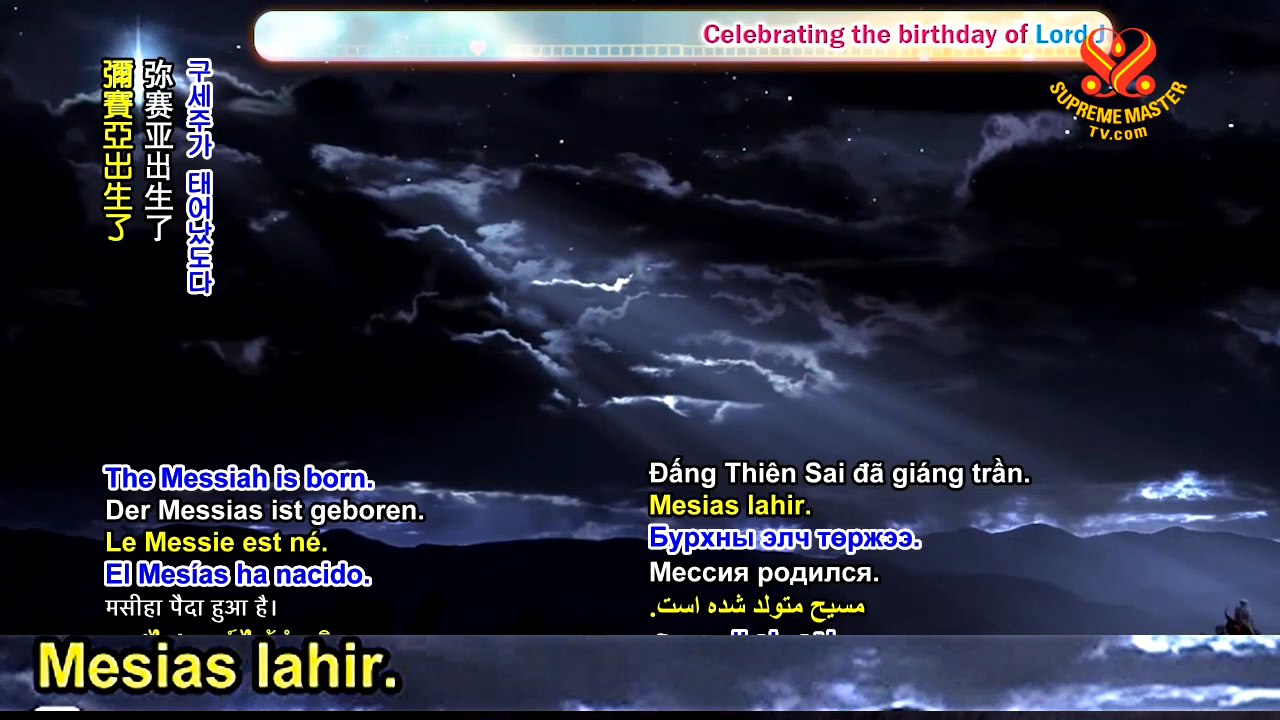 Celebrating the birthday of Lord J
SUPREME MASTER
TV.com
구세주가 태어났도다
弥赛亚出生了
彌賽亞出生了
The Messiah is born.
Der Messias ist geboren.
Le Messie est né.
El Mesías ha nacido.
मसीहा पैदा हुआ है।
Đấng Thiên Sai đã giáng trần.
Mesias lahir.
Бурхны элч төржээ.
Мессия родился.
مسیح متولد شده است.
Mesias lahir.